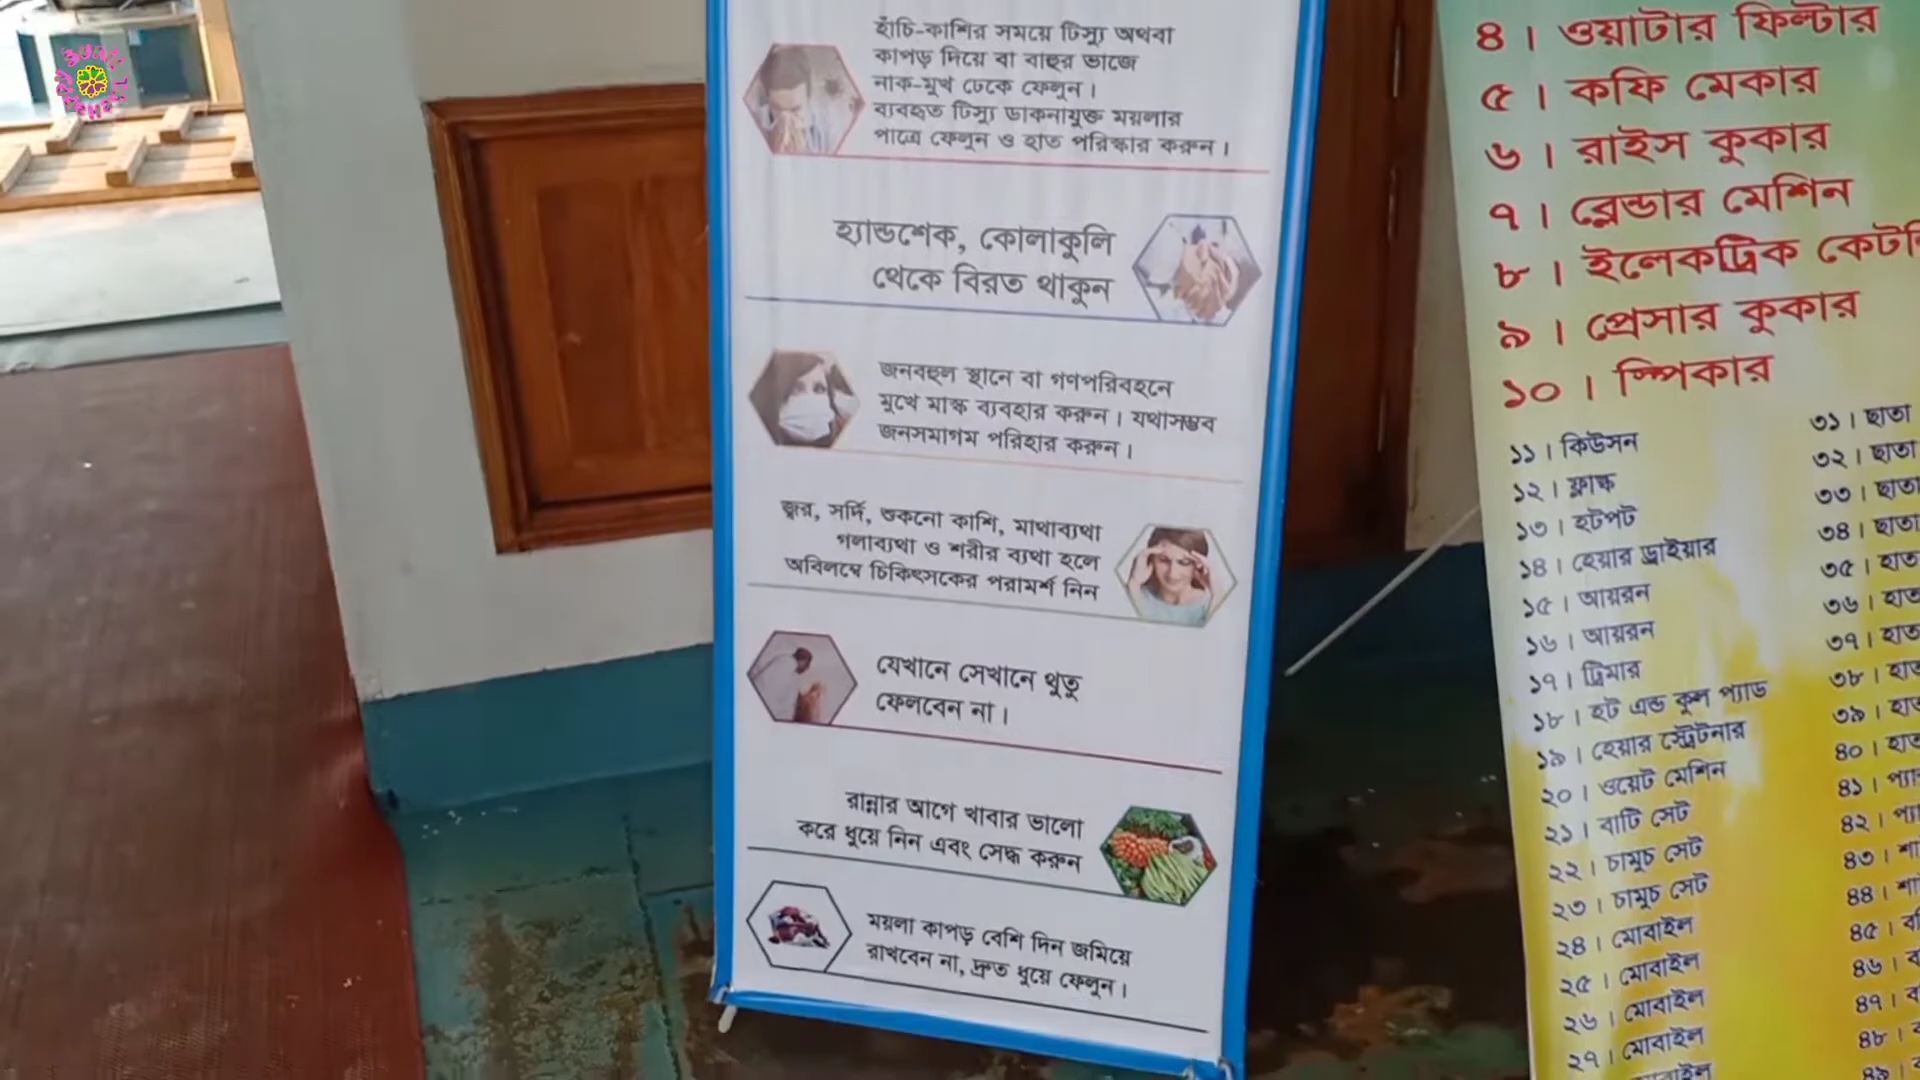 হাঁচি-কাশির সময়ে টিস্যু অথবা
কাপড় দিয়ে বা বাহুর ভাজে
নাক-মুখ ঢেকে ফেলুন।
ব্যবহৃত টিস্যু ডাকনাযুক্ত ময়লার
পাত্রে ফেলুন ও হাত পরিস্কার করুন।
হ্যান্ডশেক, কোলাকুলি
থেকে বিরত থাকুন
জনবহুল স্থানে বা গণপরিবহনে
মুখে মাস্ক ব্যবহার করুন। যথাসম্ভব
জনসমাগম পরিহার করুন।
জ্বর, সর্দি, শুকনো কাশি, মাথাব্যথা
গলাব্যথা ও শরীর ব্যথা হলে
অবিলম্বে চিকিৎসকের পরামর্শ নিন
যেখানে সেখানে থুতু
ফেলবেন না।
রান্নার আগে খাবার ভালো
করে ধুয়ে নিন এবং সেদ্ধ করুন
ময়লা কাপড় বেশি দিন জমিয়ে
রাখবেন না, দ্রুত ধুয়ে ফেলুন।
৪। ওয়াটার ফিল্টার
৫। কফি মেকার
৬। রাইস কুকার
৭। ব্লেন্ডার মেশিন
৮। ইলেকট্রিক
৯। প্রেসার কুকার
১০। স্পিকার
১১। কিউসন
১২। ফ্লাস্ক
১৩। হটপট
১৪। হেয়ার ড্রাইয়ার
১৫। আয়রন
১৬। আয়রন
১৭। ট্রিমার
১৮। হট এন্ড কুল প্যাড
১৯। হেয়ার স্ট্রেটনার
২০। ওয়েট মেশিন
২১। বাটি সেট
২২। চামুচ সেট
২৩। চামুচ সেট
২৪। মোবাইল
২৫। মোবাইল
২৬। মোবাইল
২৭। মোবাইল
৩১। ছাতা
৩২। ছাতা
৩৩। ছাতা
৩৪। ছাতা
৩৫।
৩৬।
৩৭।
৩৮।
৩৯।
৪০।
৪১।
৪২।
৪৩।
৪৪।
৪৫।
৪৬।
৪৭।
৪৮।